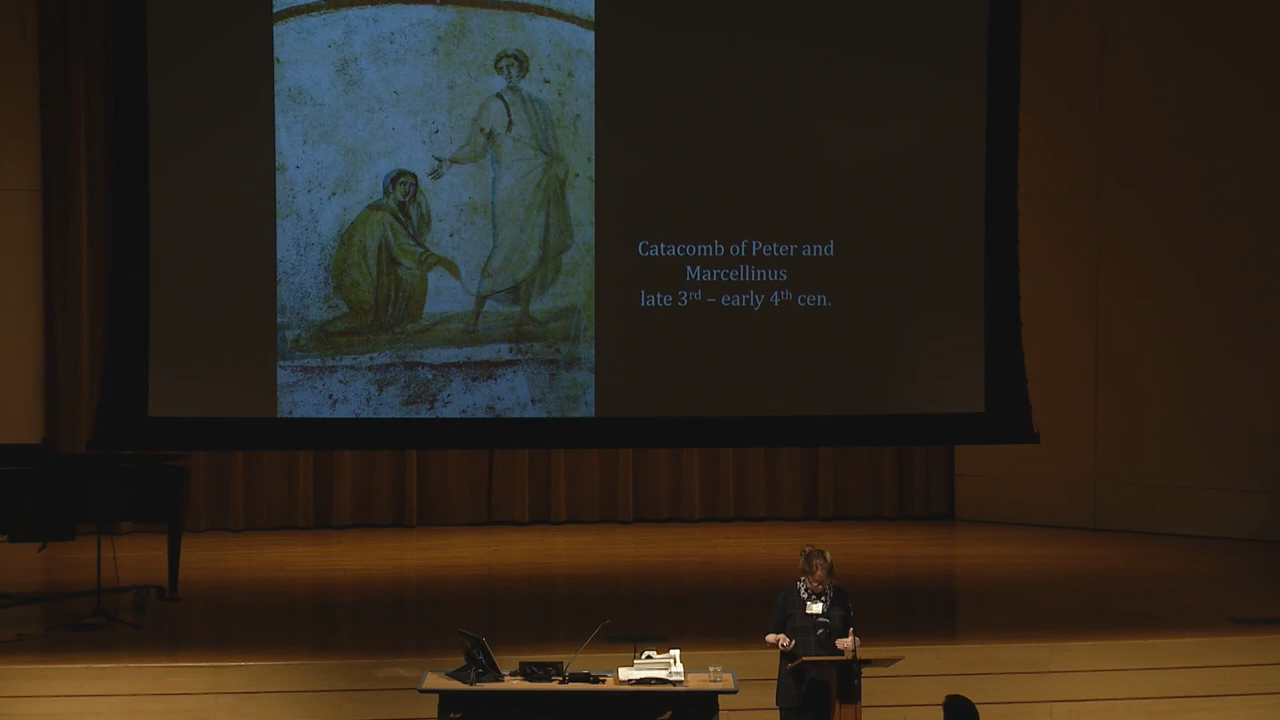 Catacomb of Peter and
Marcellinus
late 3rd – early 4th cen.